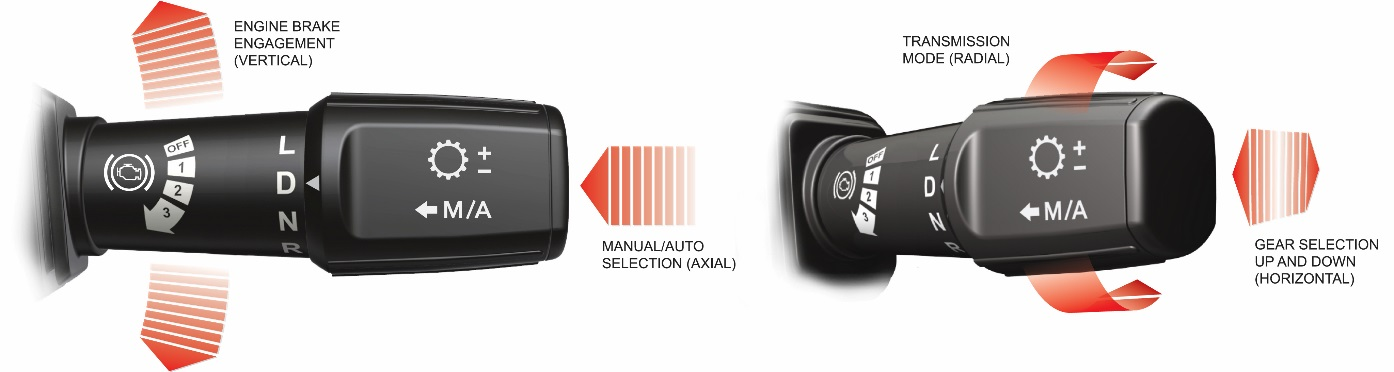 ENGINE BRAKE
ENGAGEMENT
(VERTICAL)
OFF
1
2
3
L
D
N
R
+
−
M/A
MANUAL/AUTO
SELECTION (AXIAL)
TRANSMISSION
MODE (RADIAL)
OFF
1
2
3
L
D
N
R
+
−
M/A
GEAR SELECTION
UP AND DOWN
(HORIZONTAL)